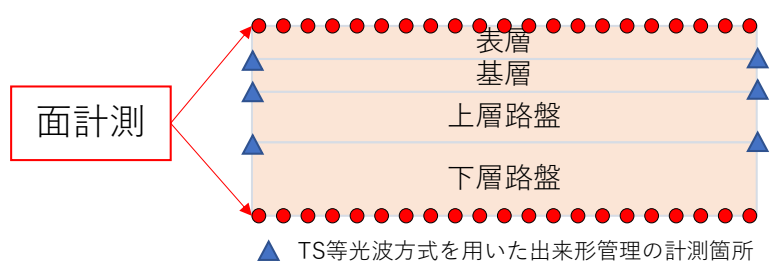 表層
基層
面計測
上層路盤
下層路盤
TS等光波方式を用いた出来形管理の計測箇所